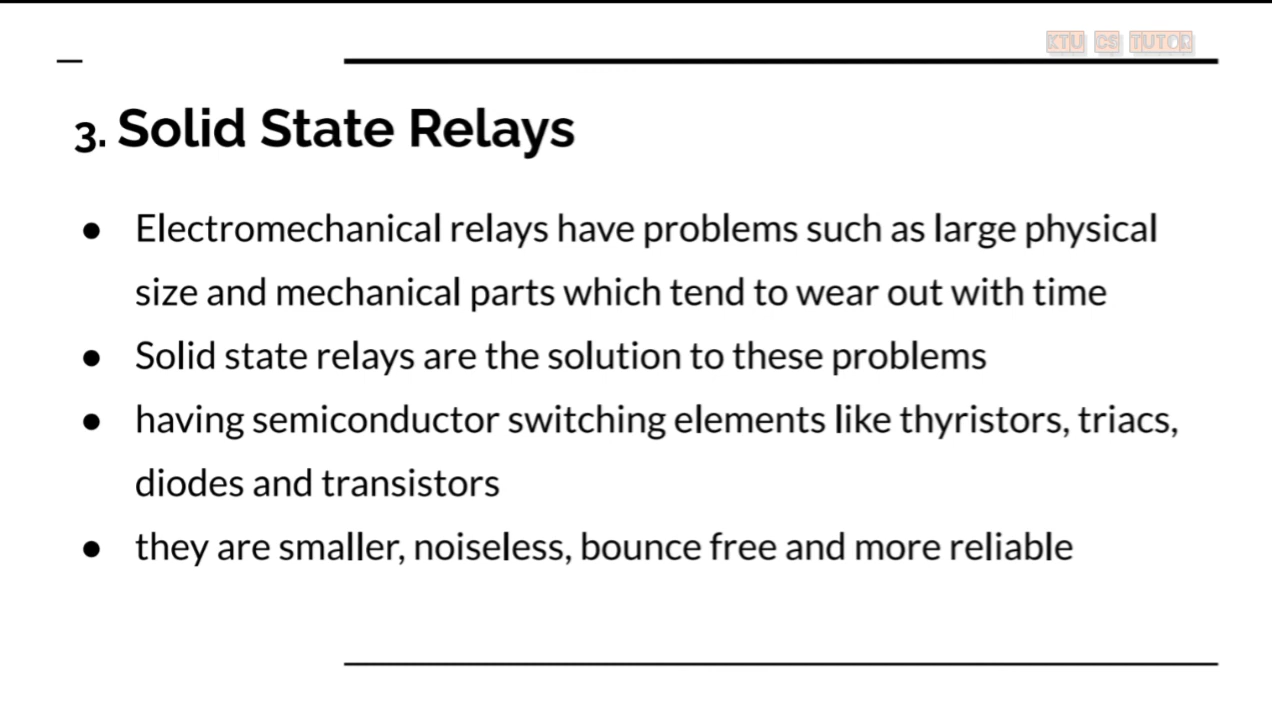 KTU CS TUTOR
3. Solid State Relays
● Electromechanical relays have problems such as large physical
size and mechanical parts which tend to wear out with time
● Solid state relays are the solution to these problems
● having semiconductor switching elements like thyristors, triacs,
diodes and transistors
● they are smaller, noiseless, bounce free and more reliable